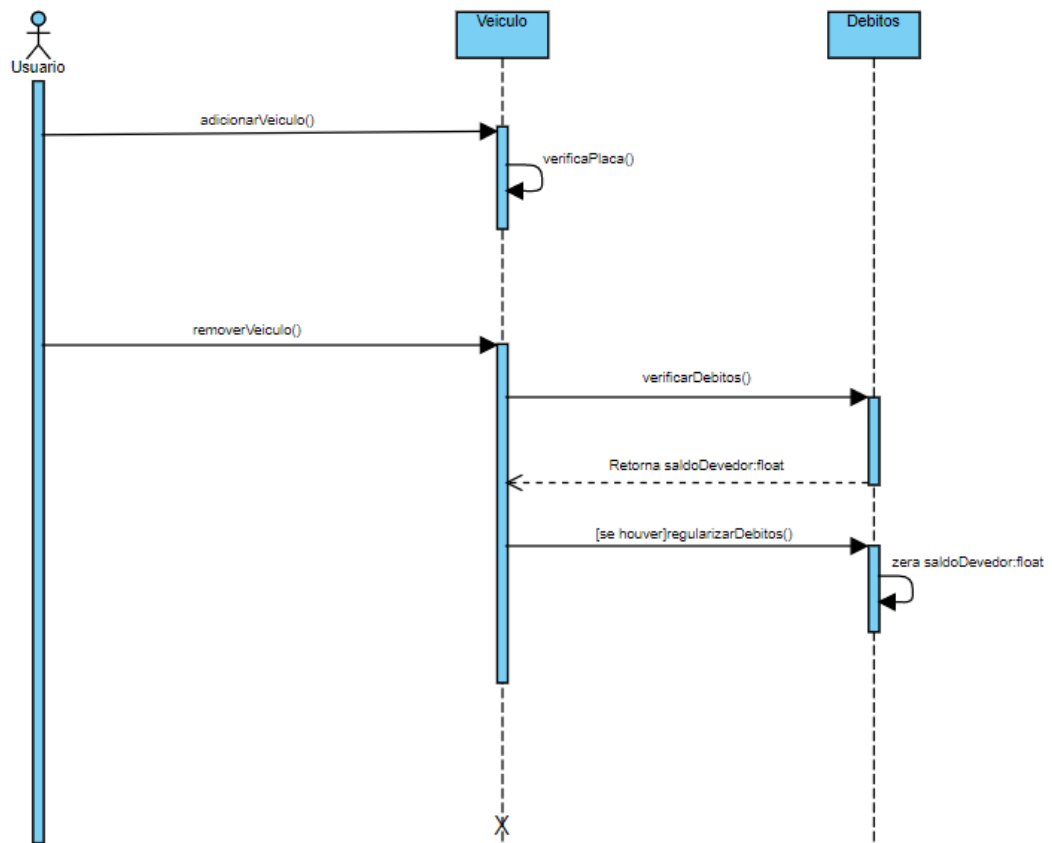 Usuario
Veiculo
Debitos
adicionarVeiculo()
verificaPlaca()
removerVeiculo()
verificarDebitos()
Retorna saldoDevedor:float
[se houver]regularizarDebitos()
zera saldoDevedor:float
X